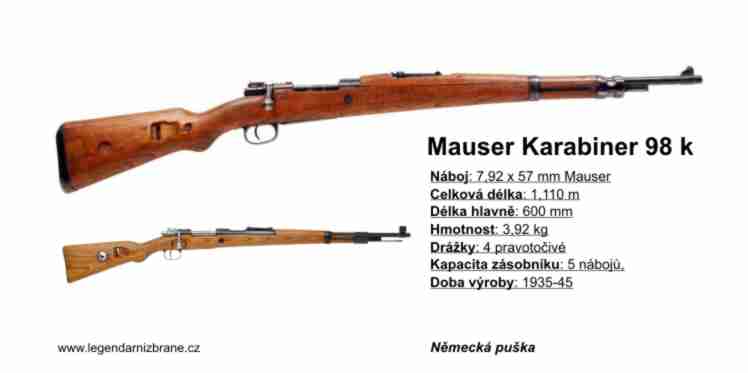 Mauser Karabiner 98 k
Náboj: 7,92 x 57 mm Mauser
Celková délka: 1,110 m
Délka hlavně: 600 mm
Hmotnost: 3,92 kg
Drážky: 4 pravotočivé
Kapacita zásobníku: 5 nábojů,
Doba výroby: 1935-45
www.legendarnizbrane.cz
Německá puška